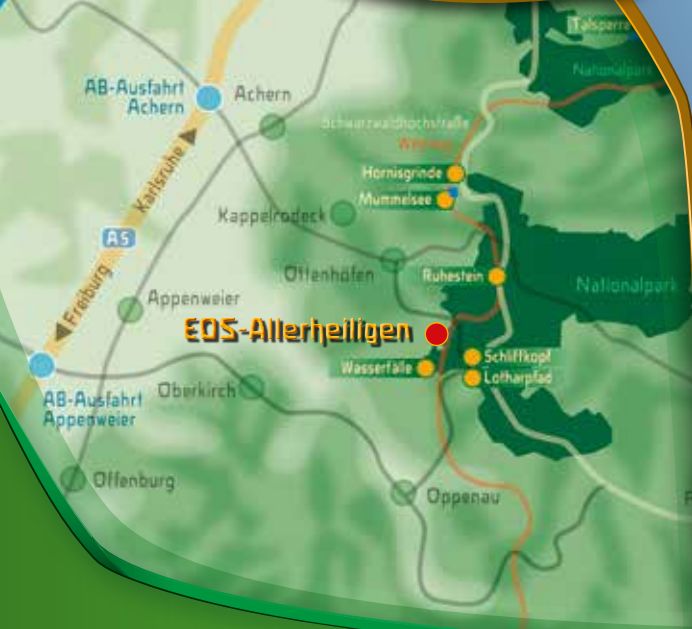 Talsperre
Nationalpark
AB-Ausfahrt
Achern
Achern
Schwarzwaldhochstraße
Karlsruhe
Hornisgrinde
Mummelsee
Kappelrodeck
A5
Ottenhöfen
Ruhestein
Nationalpark
Freiburg
Appenweier
EOS-Allerheiligen
Schliffkopf
Wasserfälle
Lotharpfad
Oberkirch
AB-Ausfahrt
Appenweier
Offenburg
Oppenau